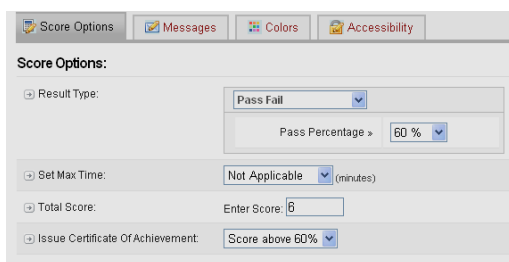 Score Options Messages Colors Accessibility
Score Options:
Result Type: Pass Fail
Pass Percentage » 60 %
Set Max Time: Not Applicable (minutes)
Total Score: Enter Score: 6
Issue Certificate Of Achievement: Score above 60%